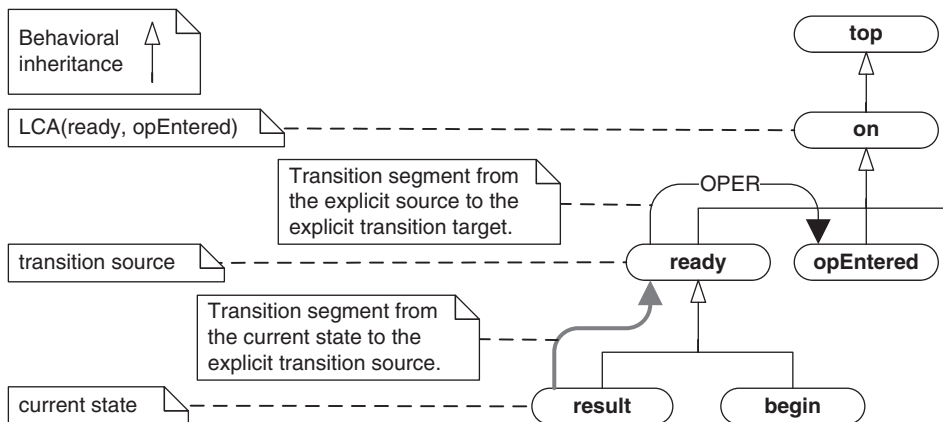 Behavioral
inheritance
top
LCA(ready, opEntered)
on
Transition segment from
the explicit source to the
explicit transition target.
OPER
transition source
ready
opEntered
Transition segment from
the current state to the
explicit transition source.
current state
result
begin